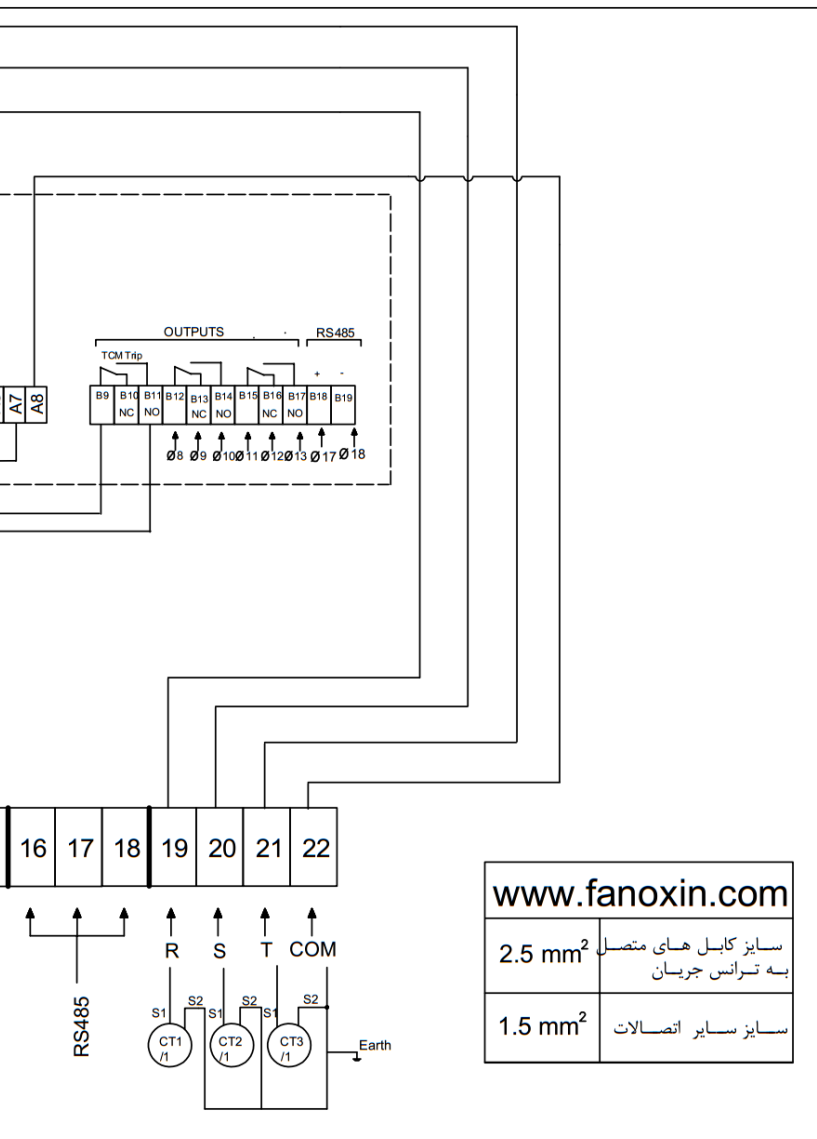 OUTPUTS RS485
TCM Trip + -
B9 B10 B11 B12 B13 B14 B15 B16 B17 B18 B19
NC NO NC NO NC NO
A7 A8
Ø8 Ø9 Ø10 Ø11 Ø12 Ø13 Ø17 Ø18
16 17 18 19 20 21 22
R S T COM
RS485
S1 S2 S1 S2 S1 S2
CT1 /1
CT2 /1
CT3 /1
Earth
www.fanoxin.com
2.5 mm² سایز کابل های متصل
به ترانس جریان
1.5 mm² سایز سایر اتصالات